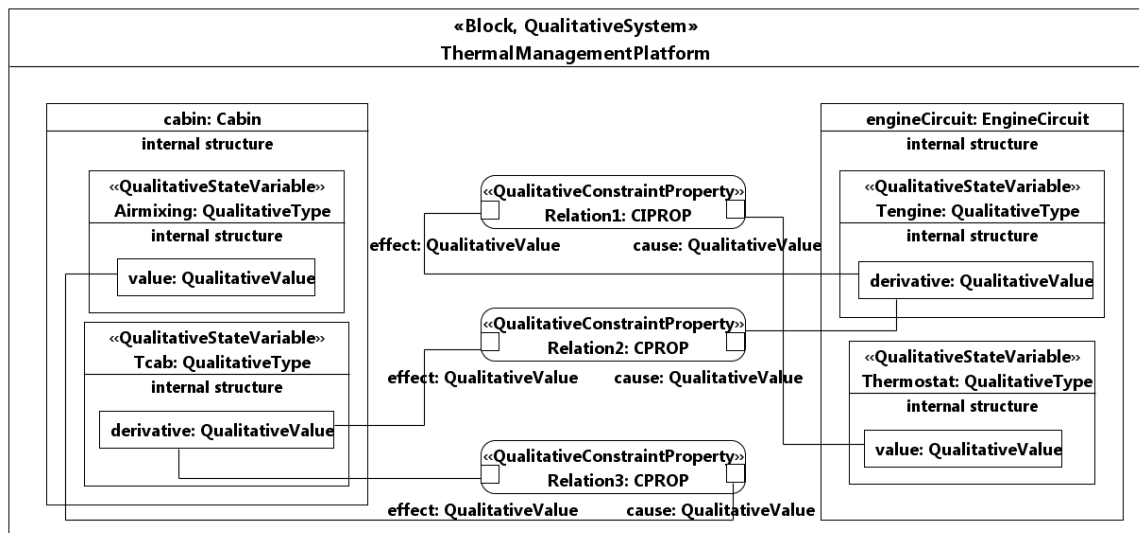 «Block, QualitativeSystem»
ThermalManagementPlatform
cabin: Cabin
internal structure
«QualitativeStateVariable»
Airmixing: QualitativeType
internal structure
value: QualitativeValue
«QualitativeStateVariable»
Tcab: QualitativeType
internal structure
derivative: QualitativeValue
«QualitativeConstraintProperty»
Relation1: CIPROP
effect: QualitativeValue
cause: QualitativeValue
«QualitativeConstraintProperty»
Relation2: CPROP
effect: QualitativeValue
cause: QualitativeValue
«QualitativeConstraintProperty»
Relation3: CPROP
effect: QualitativeValue
cause: QualitativeValue
engineCircuit: EngineCircuit
internal structure
«QualitativeStateVariable»
Tengine: QualitativeType
internal structure
derivative: QualitativeValue
«QualitativeStateVariable»
Thermostat: QualitativeType
internal structure
value: QualitativeValue